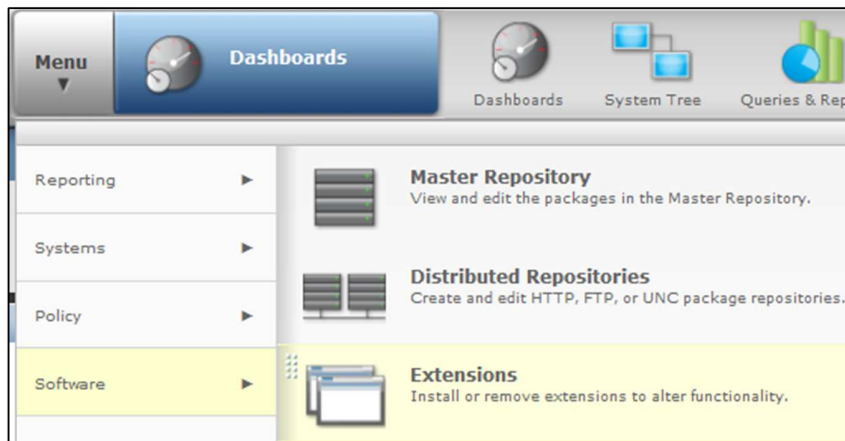 Menu
Dashboards
Dashboards
System Tree
Queries &
Reporting
Master Repository
View and edit the packages in the Master Repository.
Systems
Distributed Repositories
Create and edit HTTP, FTP, or UNC package repositories.
Policy
Software
Extensions
Install or remove extensions to alter functionality.